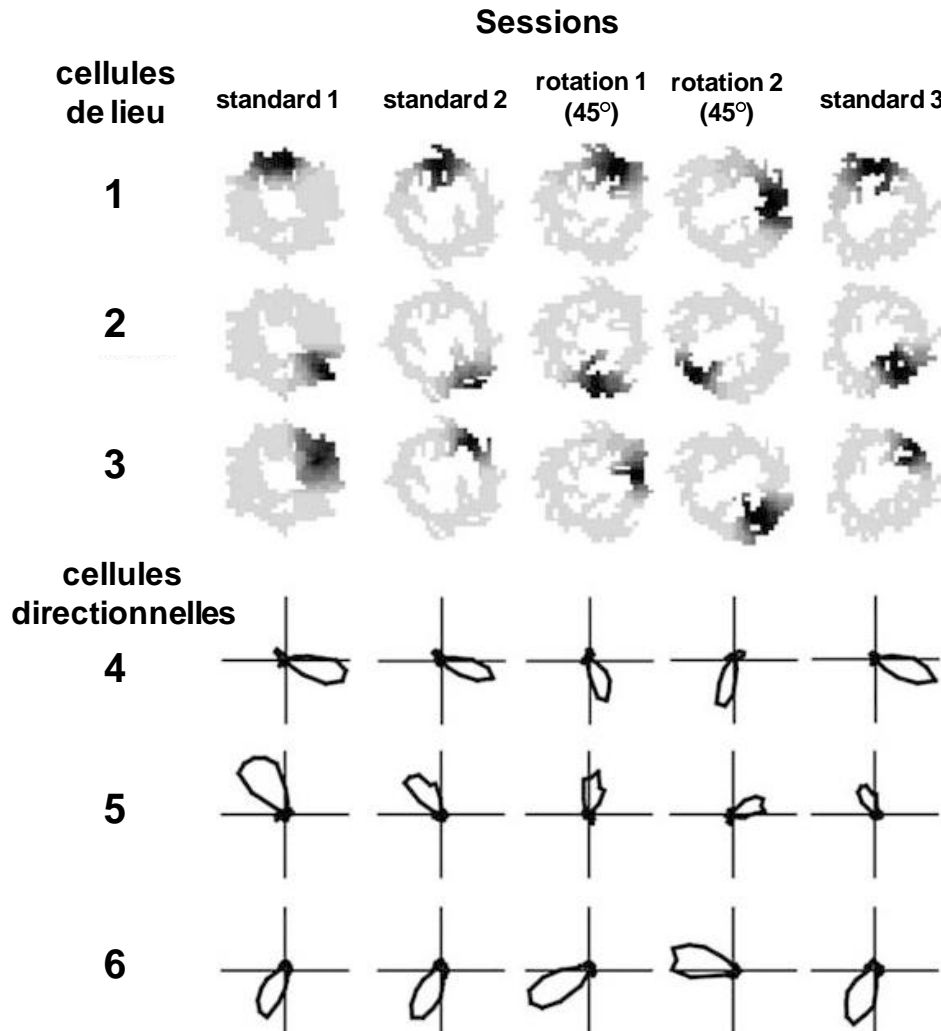 Sessions
cellules
de lieu
standard 1
standard 2
rotation 1
(45°)
rotation 2
(45°)
standard 3
1
2
3
cellules
directionnelles
4
5
6